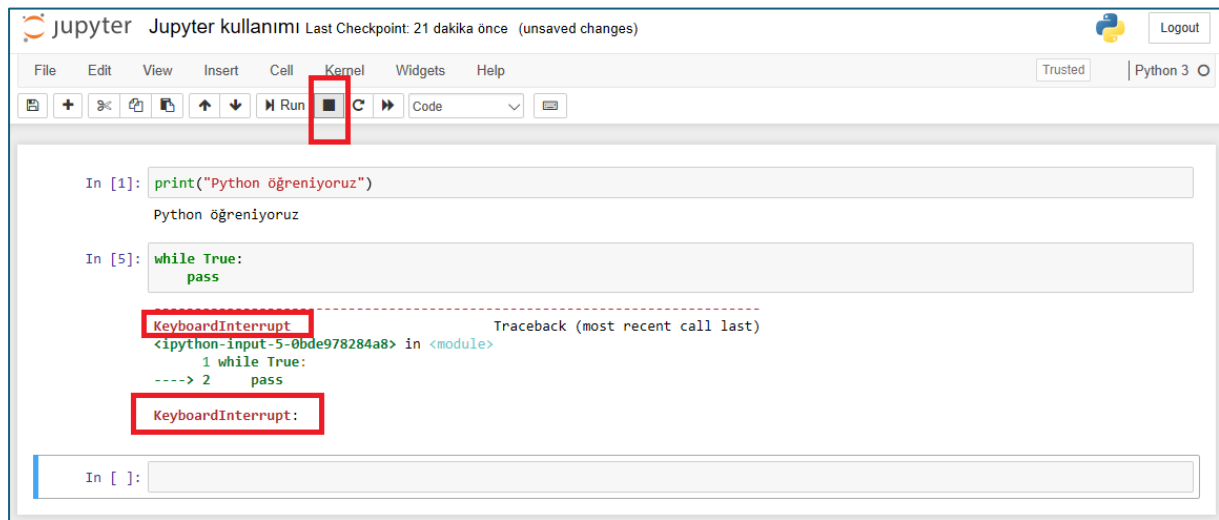 jupyter Jupyter kullanımı Last Checkpoint: 21 dakika önce (unsaved changes) Logout
File Edit View Insert Cell Kernel Widgets Help Trusted Python 3
Run Code
In [1]: print("Python öğreniyoruz")
Python öğreniyoruz
In [5]: while True:
    pass
---------------------------------------------------------------------------
KeyboardInterrupt                         Traceback (most recent call last)
<ipython-input-5-0bde978284a8> in <module>
      1 while True:
----> 2     pass
KeyboardInterrupt:
In [ ]: